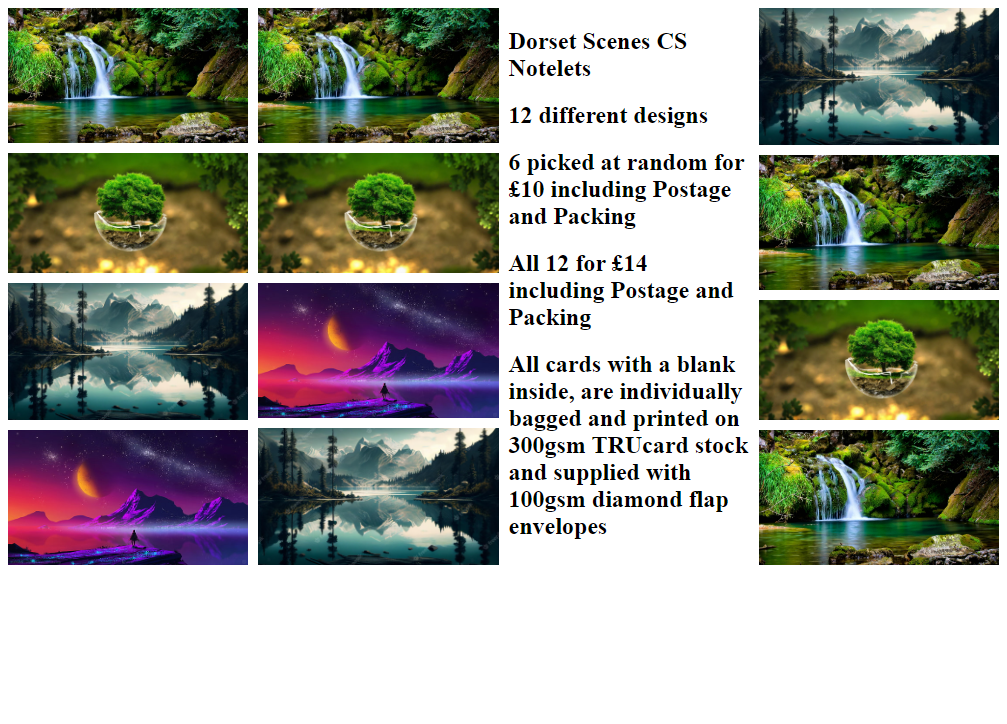 Dorset Scenes CS
Notelets
12 different designs
6 picked at random for
£10 including Postage
and Packing
All 12 for £14
including Postage and
Packing
All cards with a blank
inside, are individually
bagged and printed on
300gsm TRUcard stock
and supplied with
100gsm diamond flap
envelopes